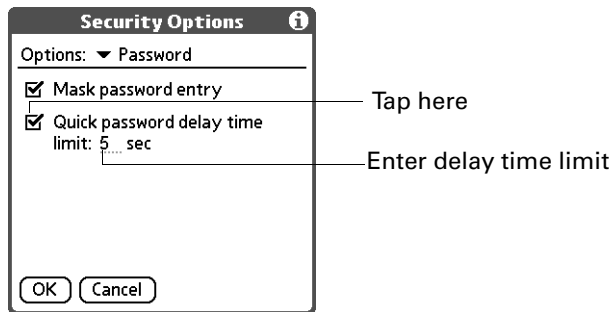 Security Options
Options: Password
Mask password entry
Tap here
Quick password delay time
limit: 5 sec
Enter delay time limit
OK Cancel